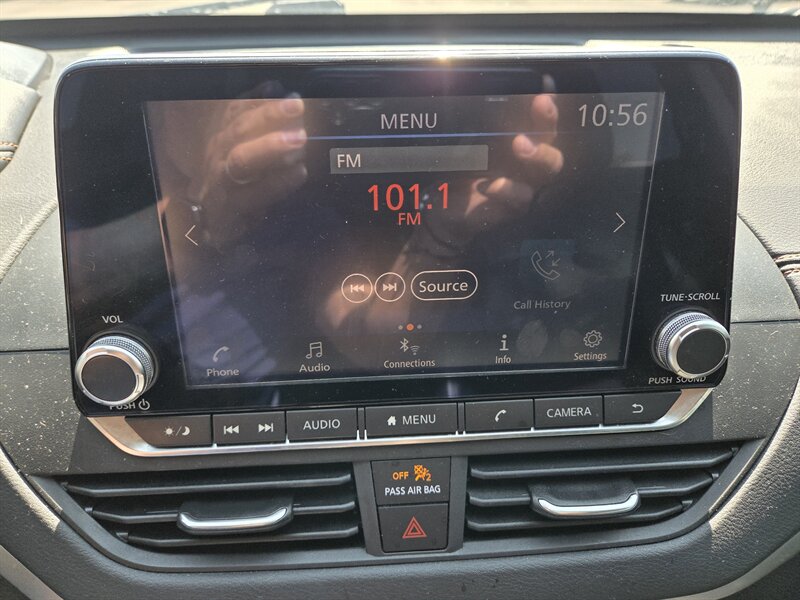 MENU
10:56
FM
101.1
FM
Source
Call History
Phone
Audio
Connections
Info
Settings
VOL
PUSH
TUNE·SCROLL
PUSH SOUND
AUDIO
MENU
CAMERA
OFF 2
PASS AIR BAG